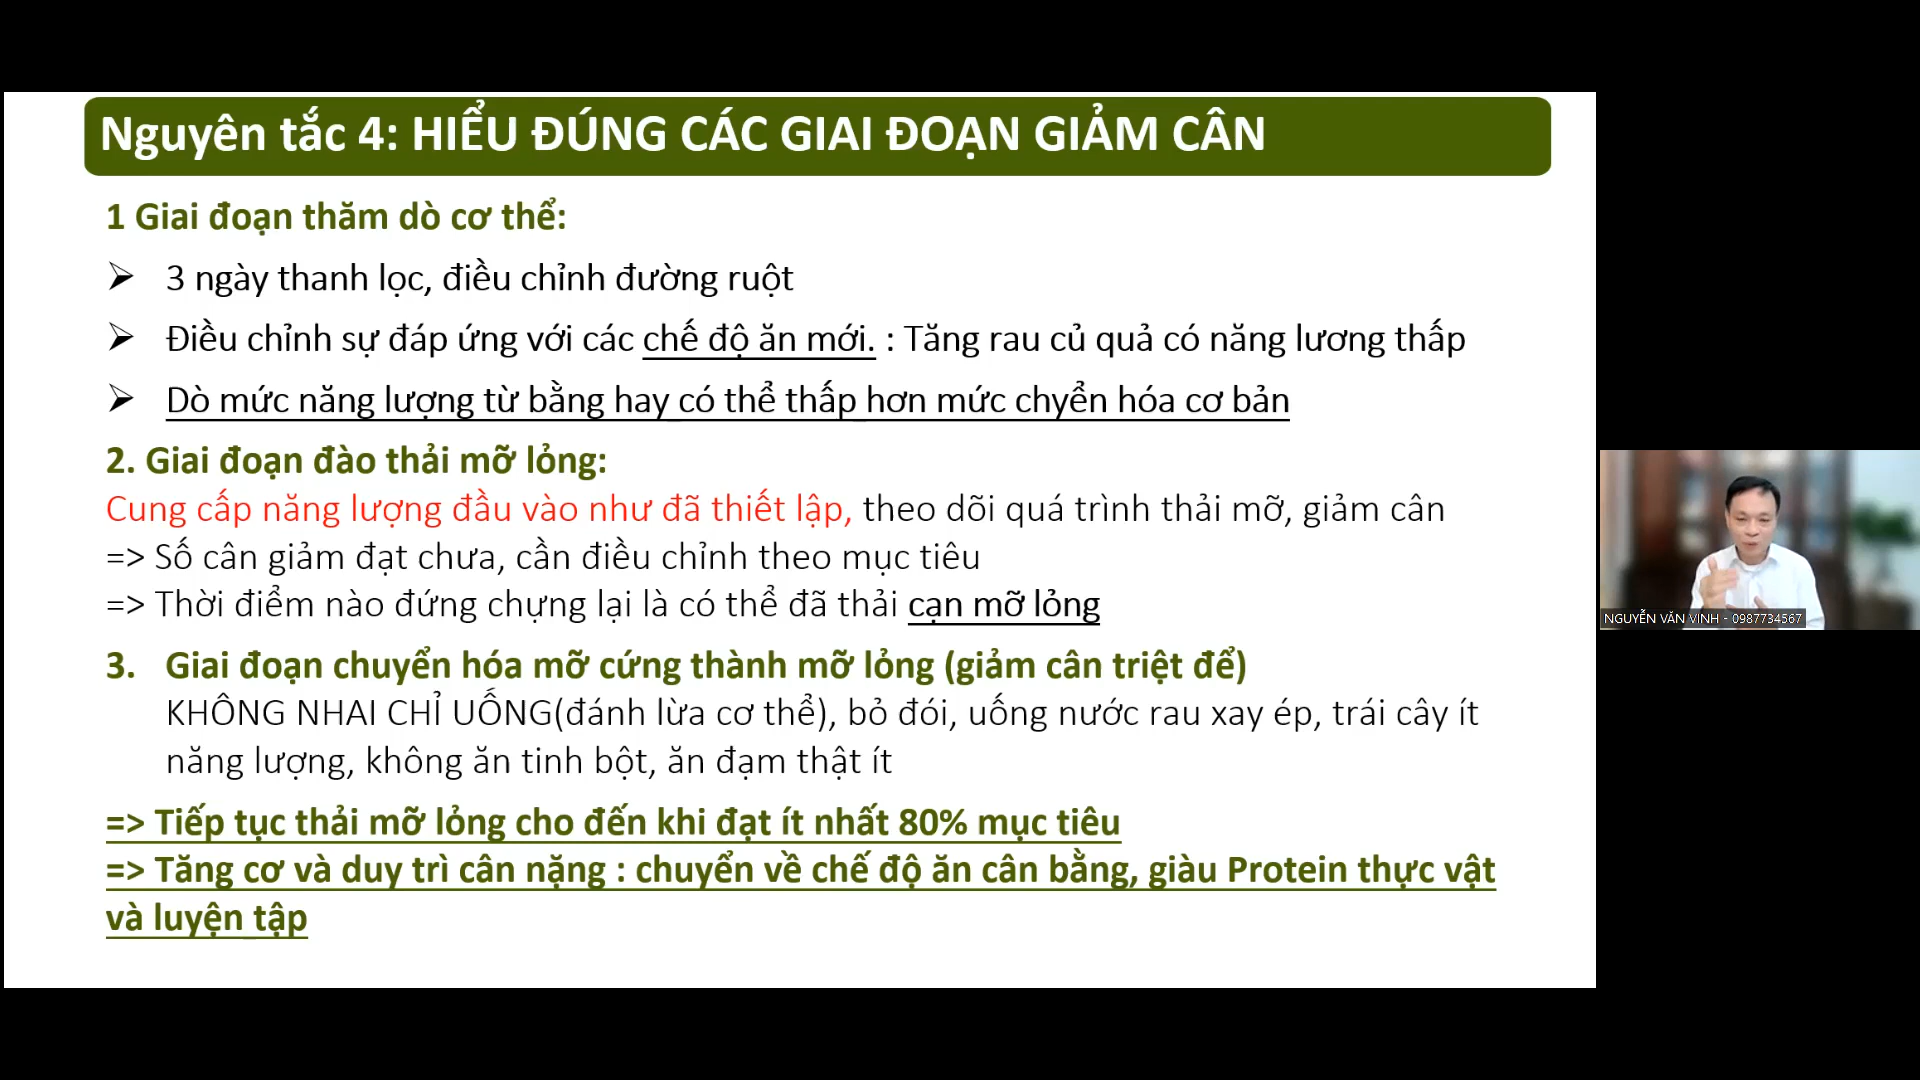 Nguyên tắc 4: HIỂU ĐÚNG CÁC GIAI ĐOẠN GIẢM CÂN
1 Giai đoạn thăm dò cơ thể:
➢ 3 ngày thanh lọc, điều chỉnh đường ruột
➢ Điều chỉnh sự đáp ứng với các chế độ ăn mới. : Tăng rau củ quả có năng lương thấp
➢ Dò mức năng lượng từ bằng hay có thể thấp hơn mức chyển hóa cơ bản
2. Giai đoạn đào thải mỡ lỏng:
Cung cấp năng lượng đầu vào như đã thiết lập, theo dõi quá trình thải mỡ, giảm cân
=> Số cân giảm đạt chưa, cần điều chỉnh theo mục tiêu
=> Thời điểm nào đứng chựng lại là có thể đã thải cạn mỡ lỏng
3. Giai đoạn chuyển hóa mỡ cứng thành mỡ lỏng (giảm cân triệt để)
KHÔNG NHAI CHỈ UỐNG(đánh lừa cơ thể), bỏ đói, uống nước rau xay ép, trái cây ít
năng lượng, không ăn tinh bột, ăn đạm thật ít
=> Tiếp tục thải mỡ lỏng cho đến khi đạt ít nhất 80% mục tiêu
=> Tăng cơ và duy trì cân nặng : chuyển về chế độ ăn cân bằng, giàu Protein thực vật
và luyện tập
NGUYỄN VĂN VINH - 0987734567